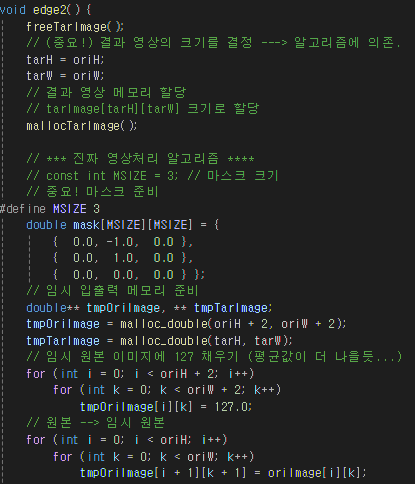 void edge2() {
freeTarImage();
// (중요!) 결과 영상의 크기를 결정 ---> 알고리즘에 의존.
tarH = oriH;
tarW = oriW;
// 결과 영상 메모리 할당
// tarImage[tarH][tarW] 크기로 할당
mallocTarImage();
// *** 진짜 영상처리 알고리즘 ****
// const int MSIZE = 3; // 마스크 크기
// 중요! 마스크 준비
#define MSIZE 3
double mask[MSIZE][MSIZE] = {
{ 0.0, -1.0, 0.0 },
{ 0.0, 1.0, 0.0 },
{ 0.0, 0.0, 0.0 } };
// 임시 입출력 메모리 준비
double** tmpOriImage, ** tmpTarImage;
tmpOriImage = malloc_double(oriH + 2, oriW + 2);
tmpTarImage = malloc_double(tarH, tarW);
// 임시 원본 이미지에 127 채우기 (평균값이 더 나을듯...)
for (int i = 0; i < oriH + 2; i++)
for (int k = 0; k < oriW + 2; k++)
tmpOriImage[i][k] = 127.0;
// 원본 --> 임시 원본
for (int i = 0; i < oriH; i++)
for (int k = 0; k < oriW; k++)
tmpOriImage[i + 1][k + 1] = oriImage[i][k];